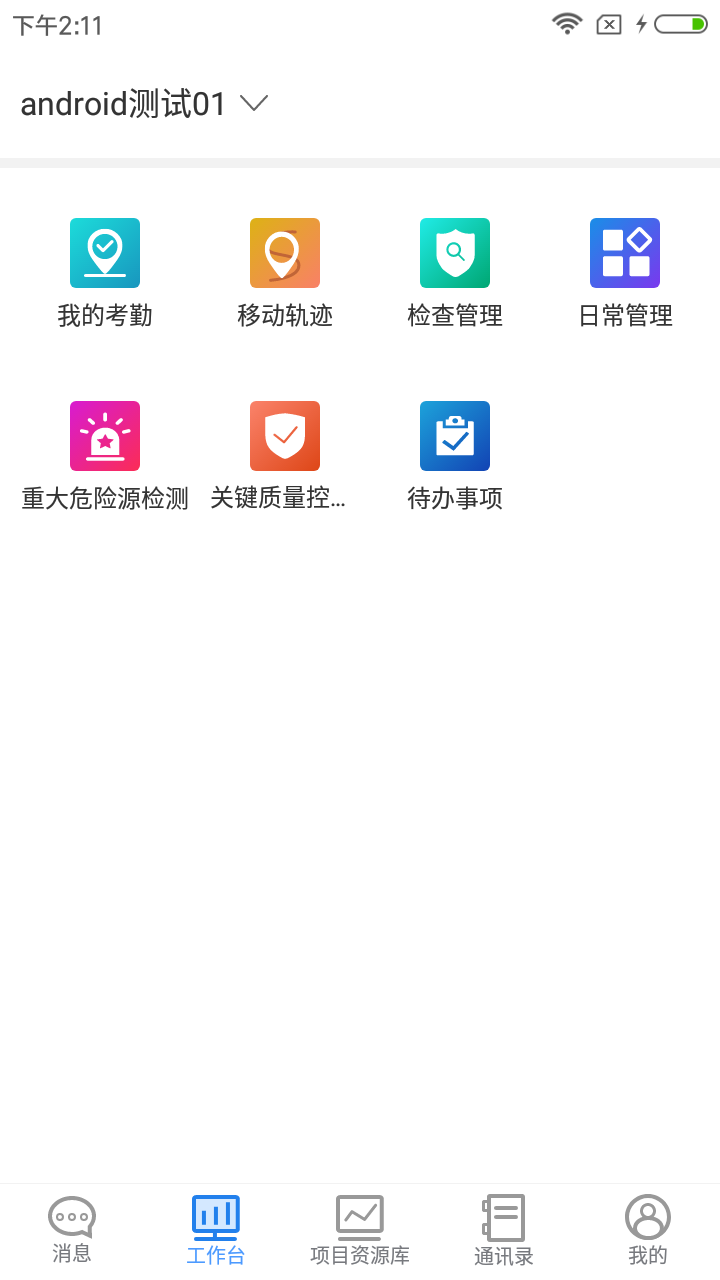 下午2:11
android测试01
我的考勤
移动轨迹
检查管理
日常管理
重大危险源检测
关键质量控...
待办事项
消息
工作台
项目资源库
通讯录
我的